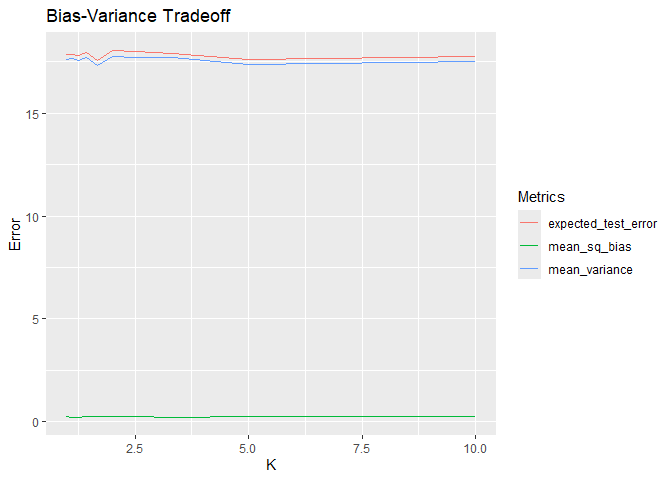 Bias-Variance Tradeoff
Error
15
10
5
0
2.5
5.0
7.5
10.0
K
Metrics
expected_test_error
mean_sq_bias
mean_variance